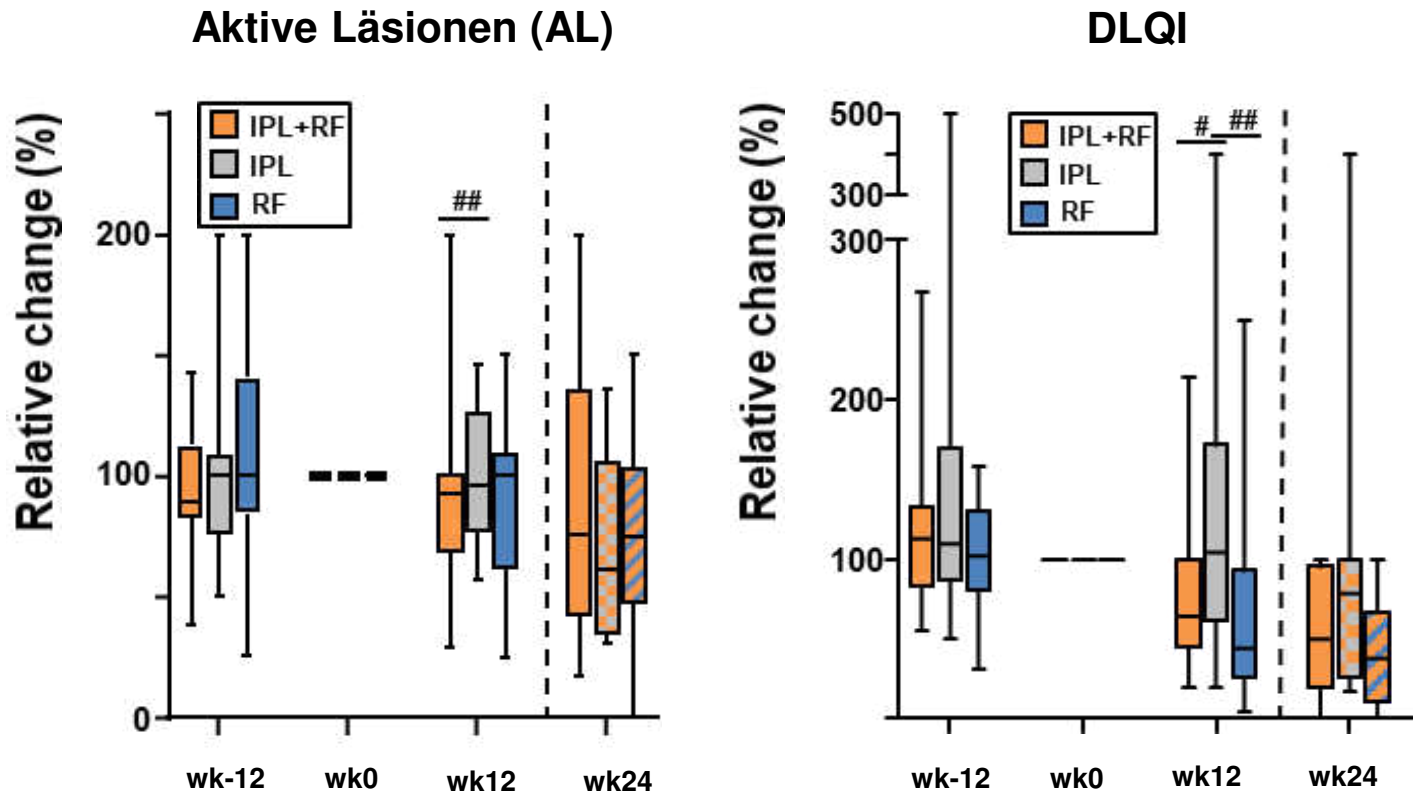 Aktive Läsionen (AL)
Relative change (%)
IPL+RF
IPL
RF
##
200
100
0
wk-12 wk0 wk12 wk24
DLQI
Relative change (%)
IPL+RF
IPL
RF
# ##
500
300
300
200
100
wk-12 wk0 wk12 wk24